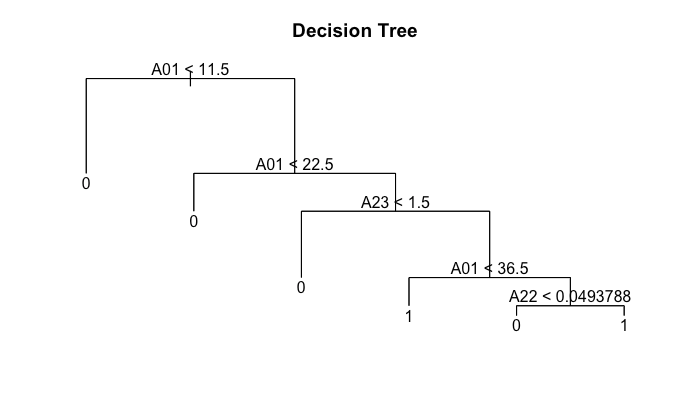 Decision Tree
A01 < 11.5
0
A01 < 22.5
0
A23 < 1.5
0
A01 < 36.5
1
A22 < 0.0493788
0
1